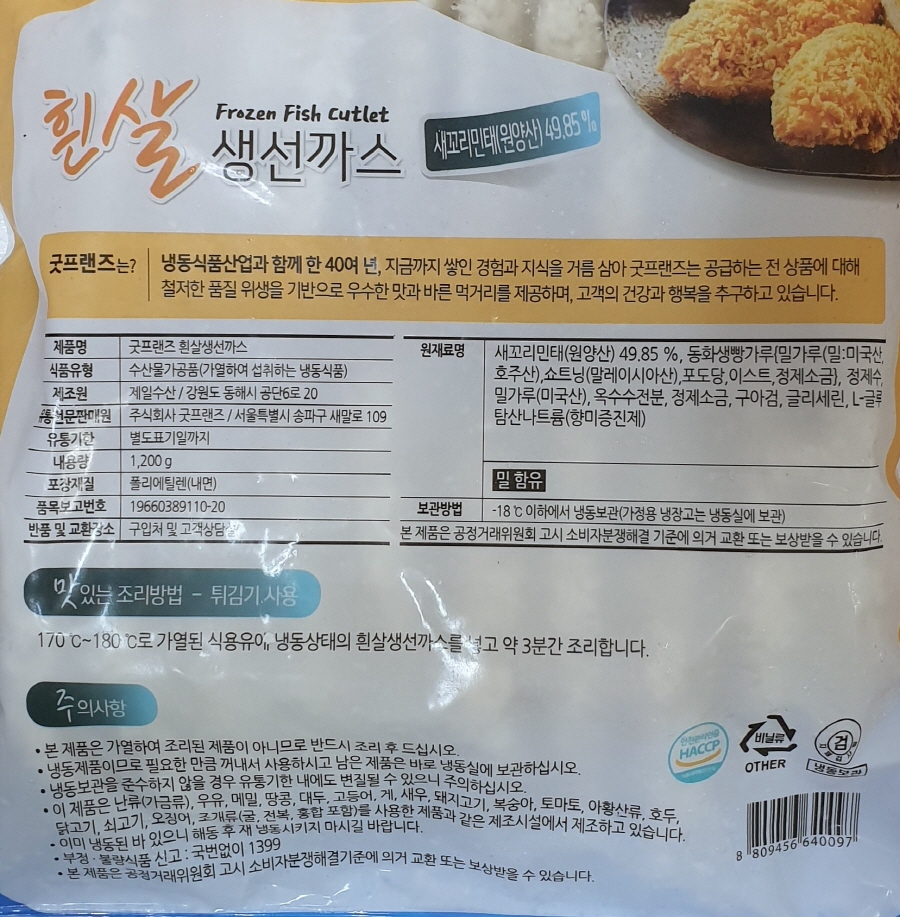 흰살
Frozen Fish Cutlet
생선까스
새꼬리민태(원양산) 49.85 %
굿프랜즈는?
냉동식품산업과 함께 한 40여 년, 지금까지 쌓인 경험과 지식을 거름 삼아 굿프랜즈는 공급하는 전 상품에 대해
철저한 품질 위생을 기반으로 우수한 맛과 바른 먹거리를 제공하며, 고객의 건강과 행복을 추구하고 있습니다.
제품명 굿프랜즈 흰살생선까스
식품유형 수산물가공품(가열하여 섭취하는 냉동식품)
제조원 제일수산 / 강원도 동해시 공단6로 20
유통전문판매원 주식회사 굿프랜즈 / 서울특별시 송파구 새말로 109
유통기한 별도표기일까지
내용량 1,200 g
포장재질 폴리에틸렌(내면)
품목보고번호 19660389110-20
반품 및 교환장소 구입처 및 고객상담실
원재료명 새꼬리민태(원양산) 49.85 %, 동화생빵가루(밀가루(밀:미국산,
호주산),쇼트닝(말레이시아산),포도당,이스트,정제소금}, 정제수,
밀가루(미국산), 옥수수전분, 정제소금, 구아검, 글리세린, L-글루
탐산나트륨(향미증진제)
밀 함유
보관방법 -18℃ 이하에서 냉동보관(가정용 냉장고는 냉동실에 보관)
본 제품은 공정거래위원회 고시 소비자분쟁해결 기준에 의거 교환 또는 보상받을 수 있습니다.
맛있는 조리방법 - 튀김기 사용
170℃~180℃로 가열된 식용유에, 냉동상태의 흰살생선까스를 넣고 약 3분간 조리합니다.
주의사항
• 본 제품은 가열하여 조리된 제품이 아니므로 반드시 조리 후 드십시오.
• 냉동제품이므로 필요한 만큼 꺼내서 사용하시고 남은 제품은 바로 냉동실에 보관하십시오.
• 냉동보관을 준수하지 않을 경우 유통기한 내에도 변질될 수 있으니 주의하십시오.
• 이 제품은 난류(가금류), 우유, 메밀, 땅콩, 대두, 고등어, 게, 새우, 돼지고기, 복숭아, 토마토, 아황산류, 호두,
닭고기, 쇠고기, 오징어, 조개류(굴, 전복, 홍합 포함)를 사용한 제품과 같은 제조시설에서 제조하고 있습니다.
• 이미 냉동된 바 있으니 해동 후 재 냉동시키지 마시길 바랍니다.
• 부정·불량식품 신고 : 국번없이 1399
• 본 제품은 공정거래위원회 고시 소비자분쟁해결기준에 의거 교환 또는 보상받을 수 있습니다.
안전관리인증
HACCP
비닐류
OTHER
검
냉동보관
8 809456 640097